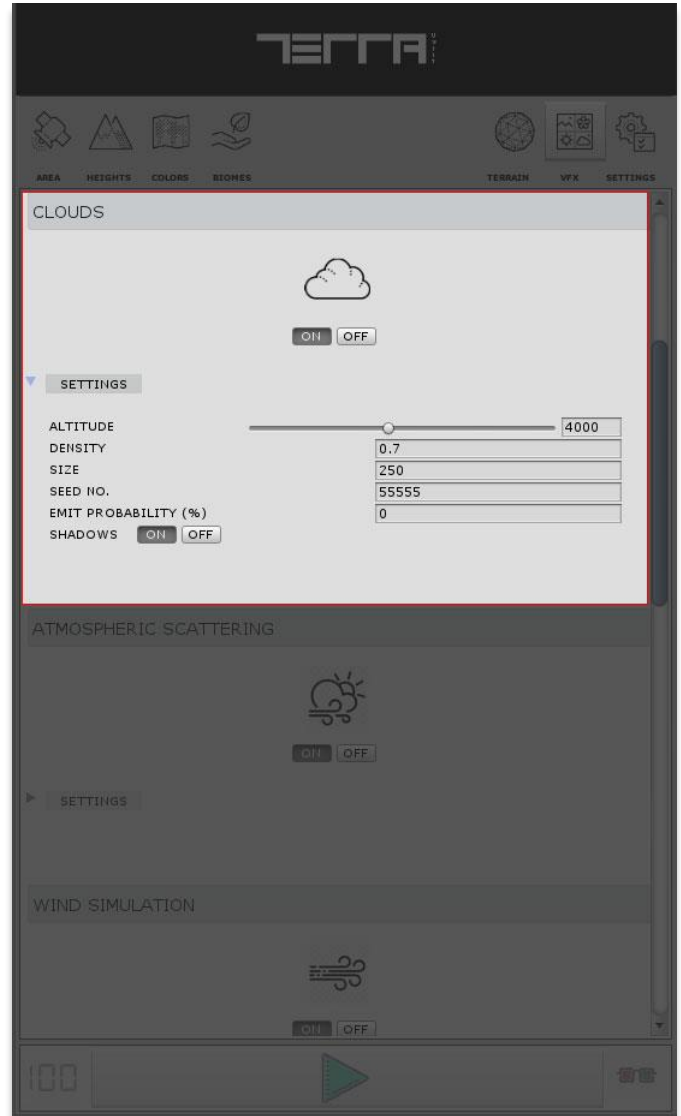 TERRA UNITY
AREA HEIGHTS COLORS BIOMES TERRAIN VFX SETTINGS
CLOUDS
ON OFF
SETTINGS
ALTITUDE 4000
DENSITY 0.7
SIZE 250
SEED NO. 55555
EMIT PROBABILITY (%) 0
SHADOWS ON OFF
ATMOSPHERIC SCATTERING
ON OFF
SETTINGS
WIND SIMULATION
ON OFF
100